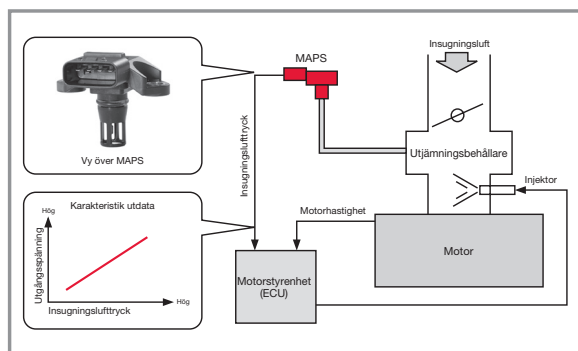 Vy över MAPS
MAPS
Insugningsluft
Utjämningsbehållare
Insugningslufttryck
Injektor
Karakteristik utdata
Hög
Utgångsspänning
Hög
Insugningslufttryck
Motorhastighet
Motorstyrenhet
(ECU)
Motor